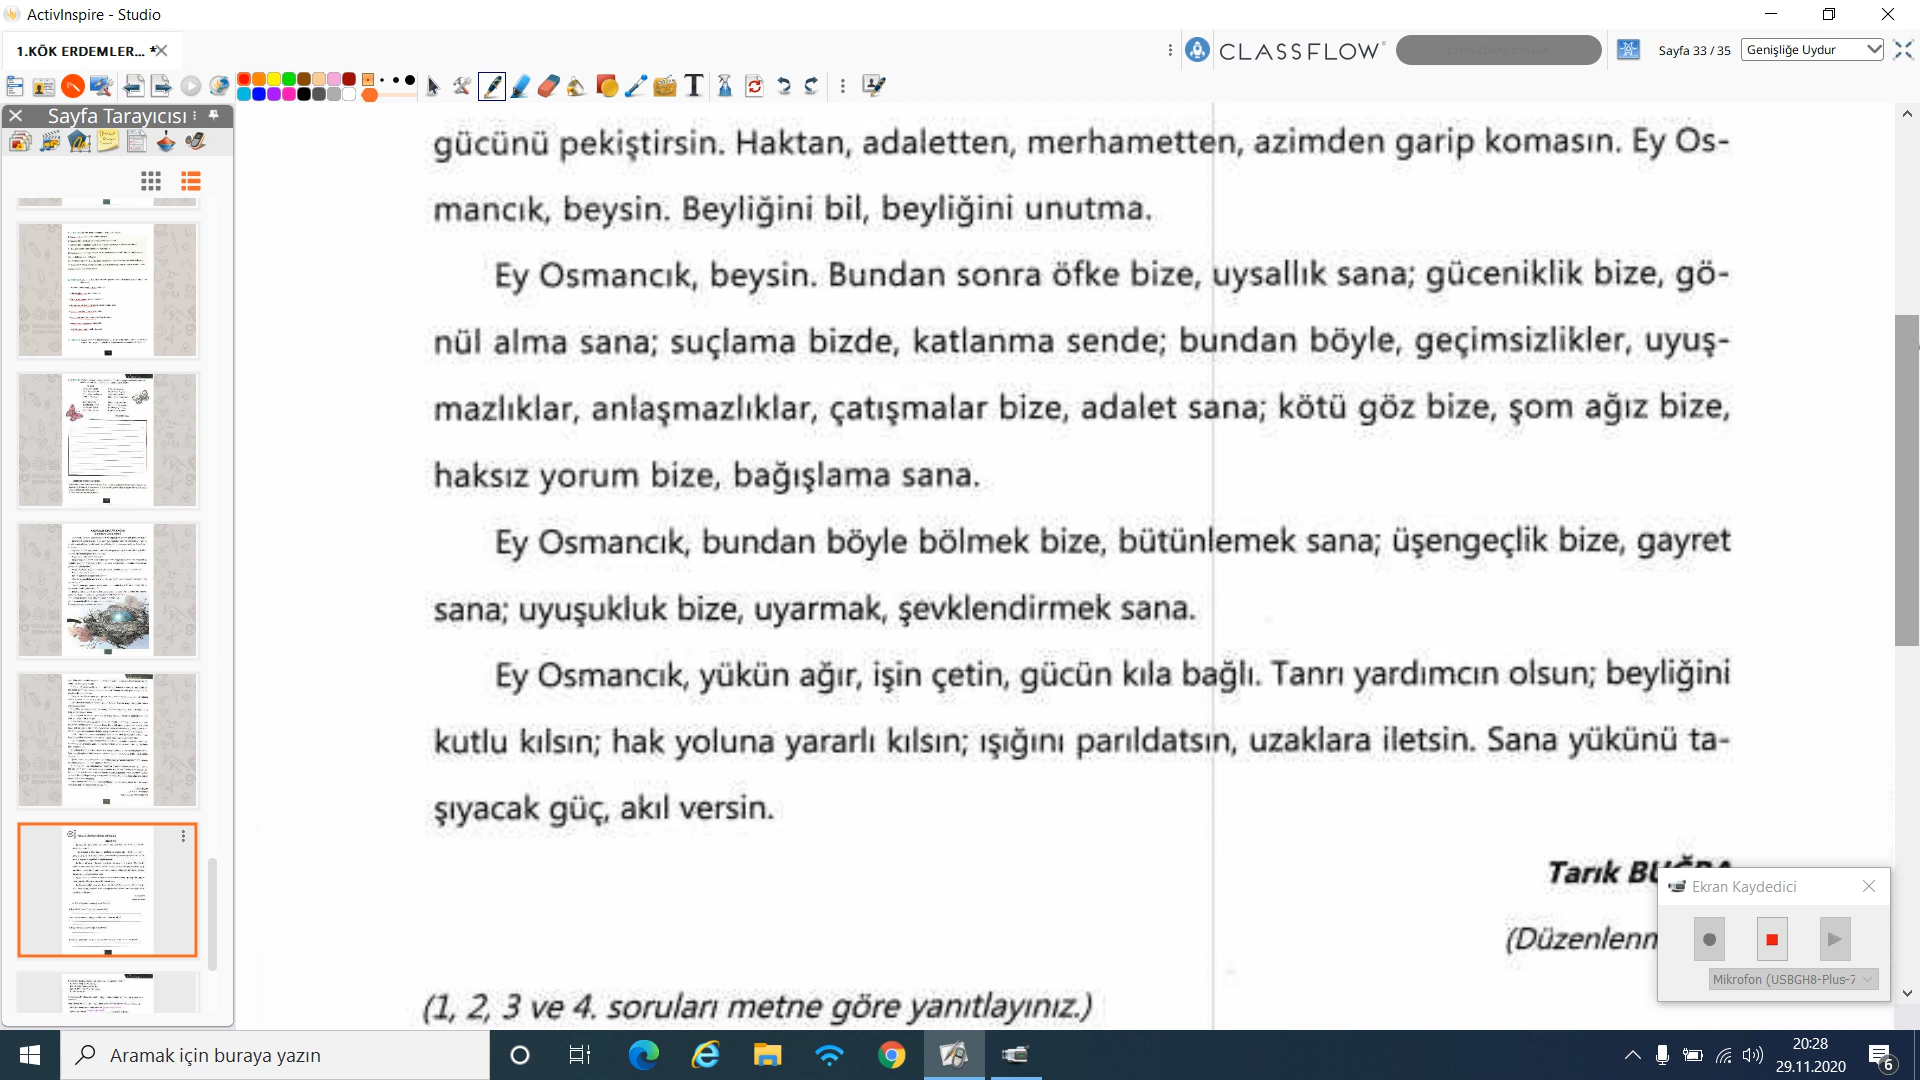 ActivInspire - Studio
1.KÖK ERDEMLER... *
CLASSFLOW
Sayfa 33 / 35
Genişliğe Uydur
Sayfa Tarayıcısı
gücünü pekiştirsin. Haktan, adaletten, merhametten, azimden garip komasın. Ey Os-
mancık, beysin. Beyliğini bil, beyliğini unutma.
Ey Osmancık, beysin. Bundan sonra öfke bize, uysallık sana; güceniklik bize, gö-
nül alma sana; suçlama bizde, katlanma sende; bundan böyle, geçimsizlikler, uyuş-
mazlıklar, anlaşmazlıklar, çatışmalar bize, adalet sana; kötü göz bize, şom ağız bize,
haksız yorum bize, bağışlama sana.
Ey Osmancık, bundan böyle bölmek bize, bütünlemek sana; üşengeçlik bize, gayret
sana; uyuşukluk bize, uyarmak, şevklendirmek sana.
Ey Osmancık, yükün ağır, işin çetin, gücün kıla bağlı. Tanrı yardımcın olsun; beyliğini
kutlu kılsın; hak yoluna yararlı kılsın; ışığını parıldatsın, uzaklara iletsin. Sana yükünü ta-
şıyacak güç, akıl versin.
Tarık BUĞRA
(Düzenlenm
(1, 2, 3 ve 4. soruları metne göre yanıtlayınız.)
Ekran Kaydedici
Mikrofon (USBGH8-Plus-7
Aramak için buraya yazın
20:28
29.11.2020
6